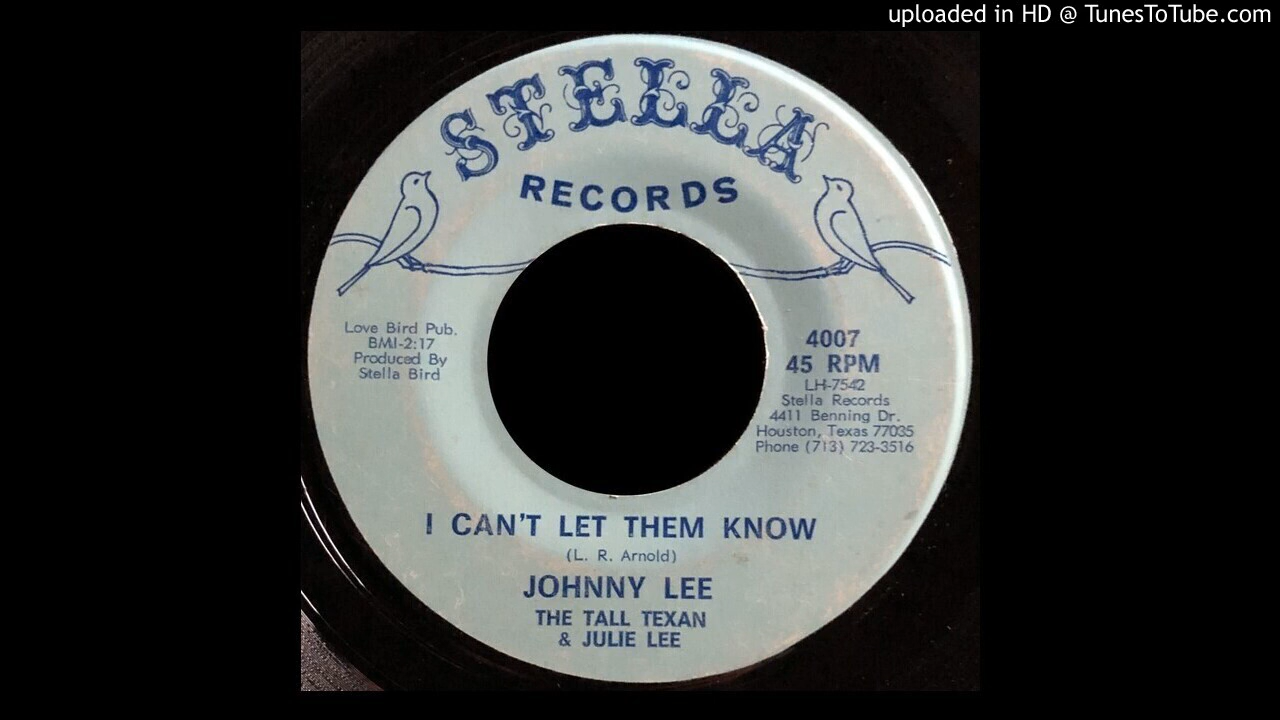 uploaded in HD @ TunesToTube.com
STELLA
RECORDS
Love Bird Pub.
BMI-2:17
Produced By
Stella Bird
4007
45 RPM
LH-7542
Stella Records
4411 Benning Dr.
Houston, Texas 77035
Phone (713) 723-3516
I CAN'T LET THEM KNOW
(L. R. Arnold)
JOHNNY LEE
THE TALL TEXAN
& JULIE LEE